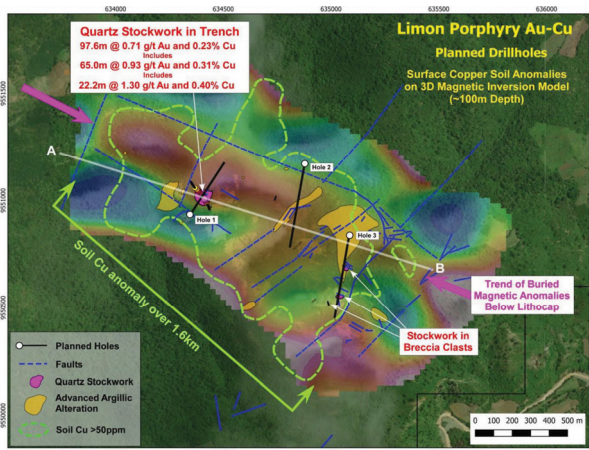 634000
634500
635000
635500
636000
Limon Porphyry Au-Cu
Planned Drillholes
Surface Copper Soil Anomalies
on 3D Magnetic Inversion Model
(~100m Depth)
Quartz Stockwork in Trench
97.6m @ 0.71 g/t Au and 0.23% Cu
Includes
65.0m @ 0.93 g/t Au and 0.31% Cu
Includes
22.2m @ 1.30 g/t Au and 0.40% Cu
9551500
9551000
9550500
9550000
A
Hole 2
Hole 1
Hole 3
B
Soil Cu anomaly over 1.6km
Trend of Buried
Magnetic Anomalies
Below Lithocap
Stockwork in
Breccia Clasts
Planned Holes
Faults
Quartz Stockwork
Advanced Argillic
Alteration
Soil Cu >50ppm
0 100 200 300 400 500 m